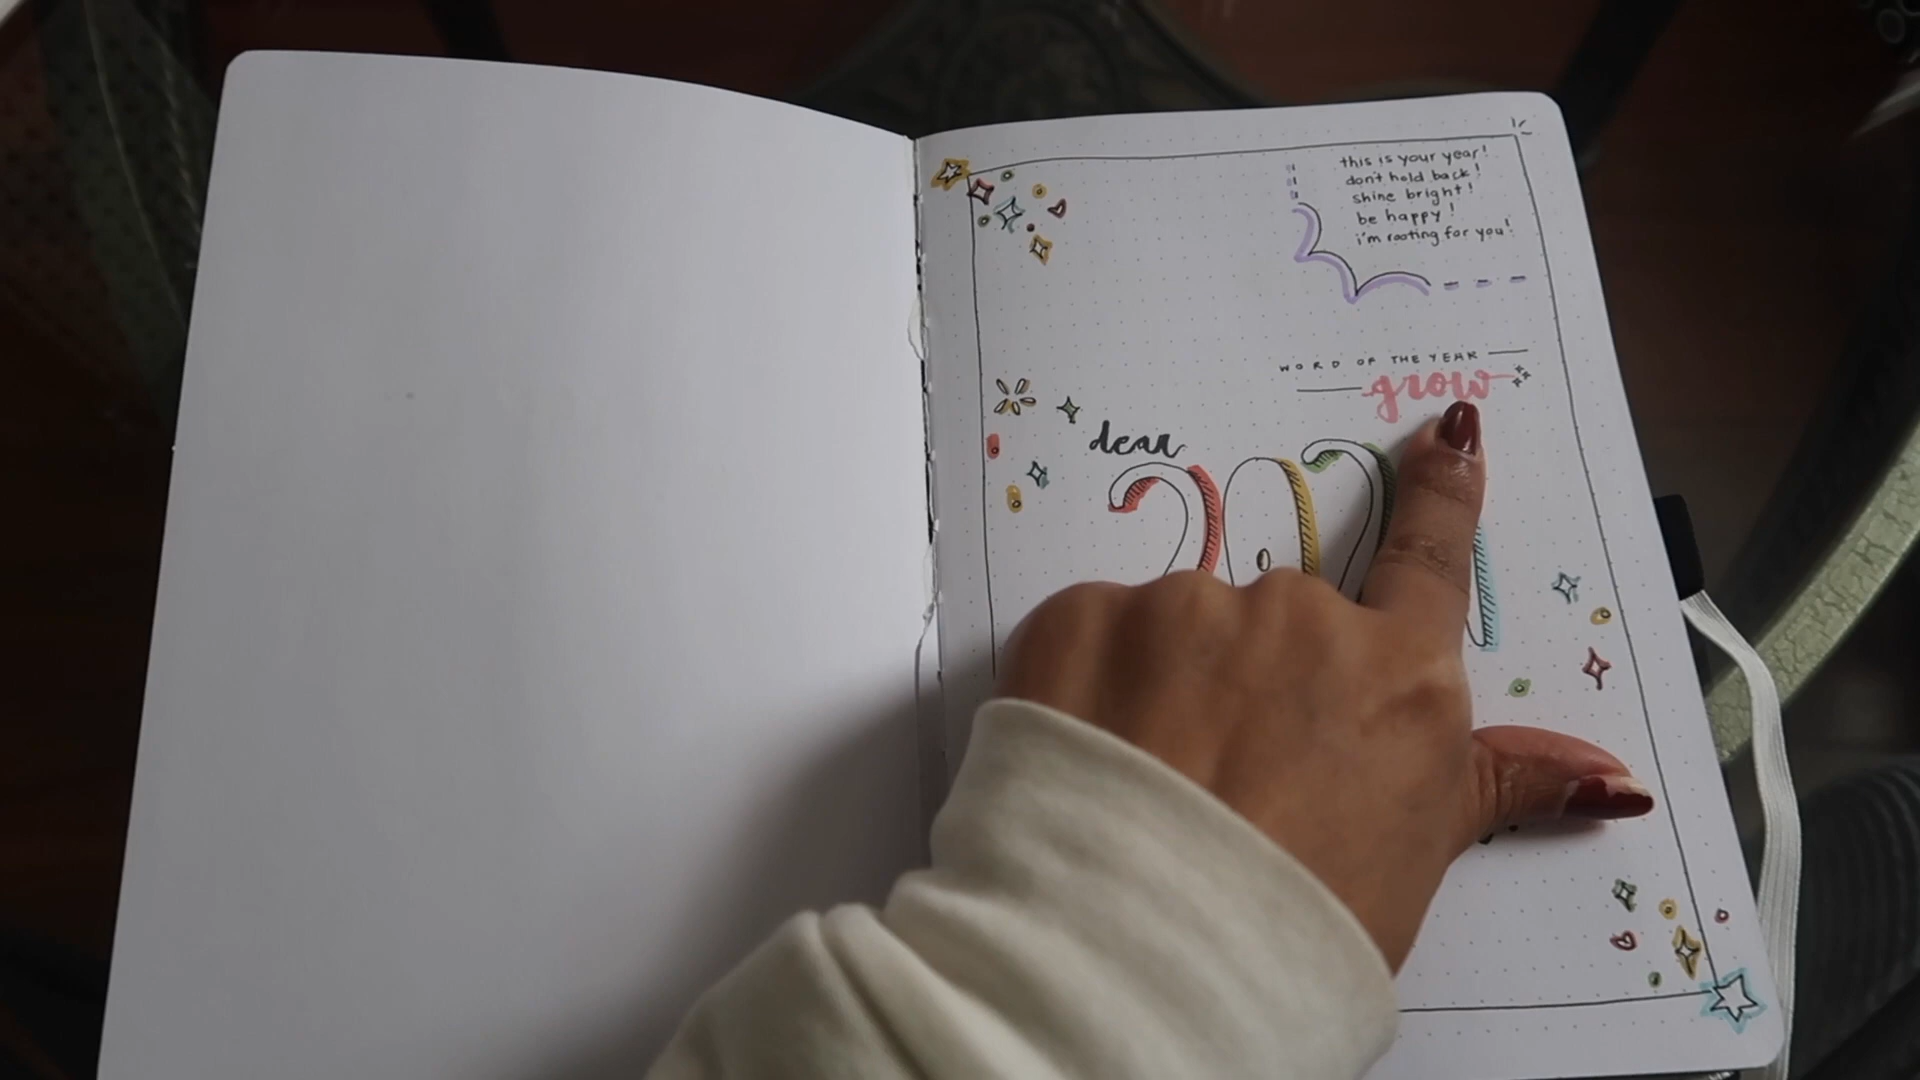 this is your year!
don't hold back!
shine bright!
be happy!
i'm rooting for you!
WORD OF THE YEAR
grow
dear
202